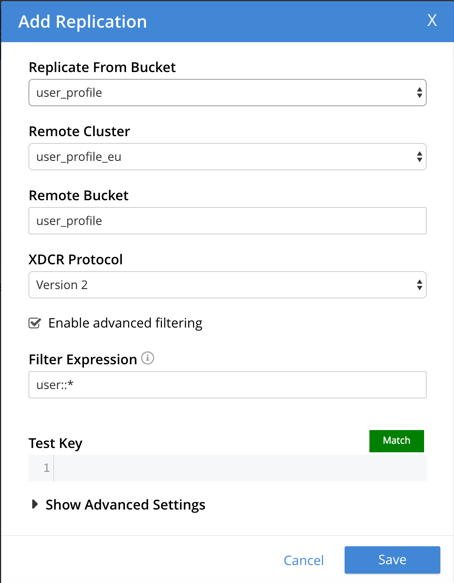 Add Replication X
Replicate From Bucket
user_profile
Remote Cluster
user_profile_eu
Remote Bucket
user_profile
XDCR Protocol
Version 2
Enable advanced filtering
Filter Expression
user::*
Test Key Match
1
Show Advanced Settings
Cancel Save